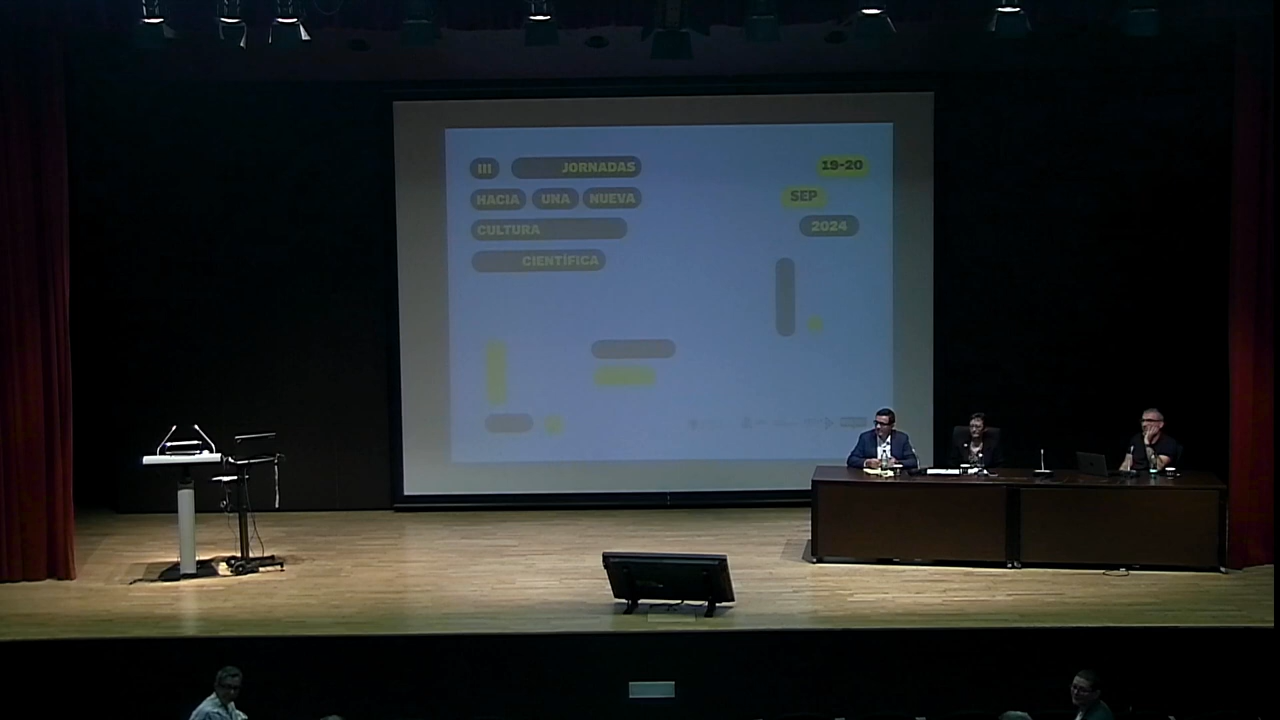 III JORNADAS
HACIA UNA NUEVA
CULTURA
CIENTÍFICA
19-20
SEP
2024